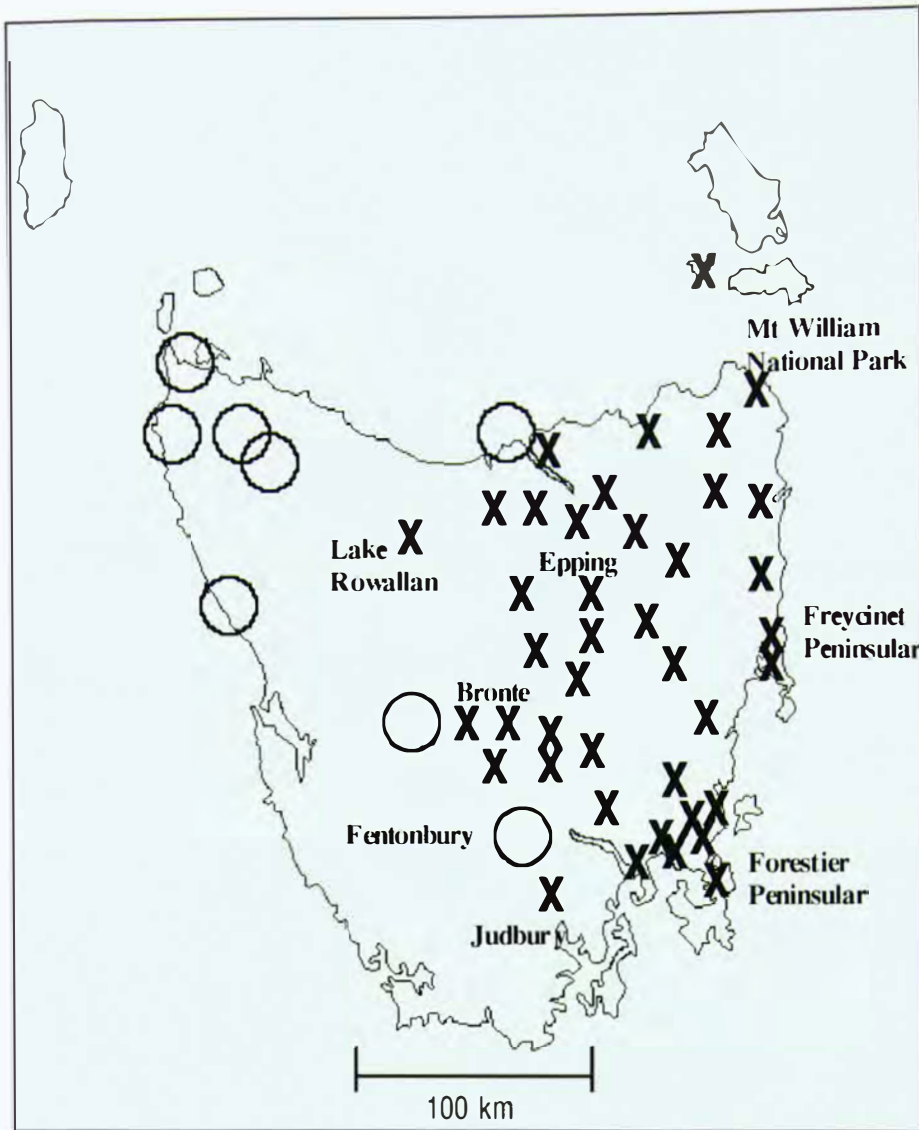 Mt William
National Park
Lake
Rowallan
Epping
Freycinet
Peninsular
Bronte
Fentonbury
Forestier
Peninsular
Judbury
100 km